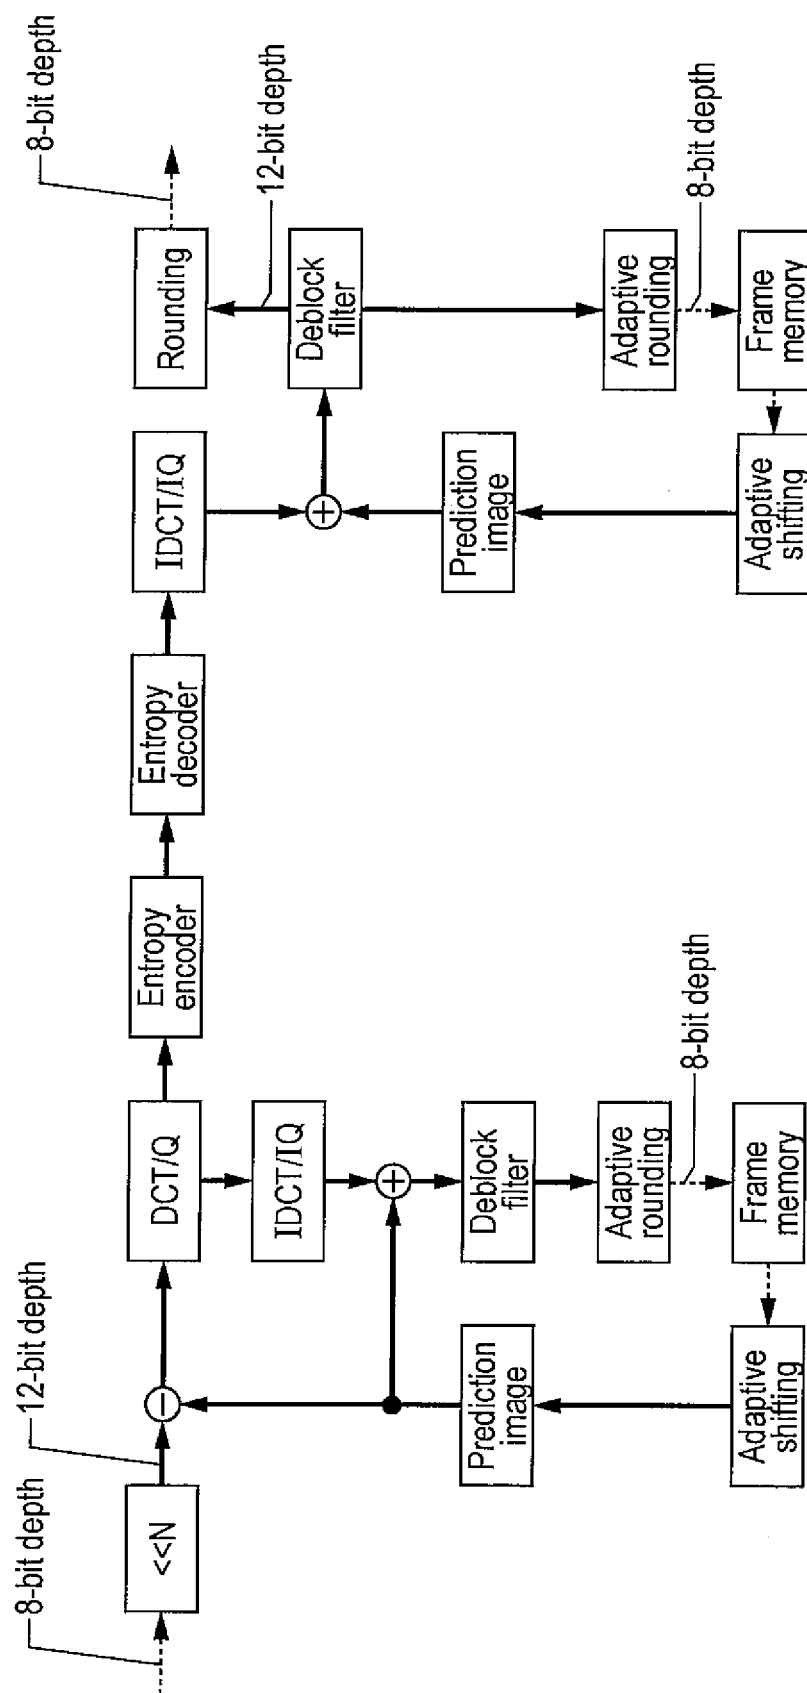 8-bit depth
12-bit depth
<<N
−
DCT/Q
Entropy
encoder
Entropy
decoder
IDCT/IQ
Rounding
8-bit depth
IDCT/IQ
+
Prediction
image
Deblock
filter
Adaptive
rounding
8-bit depth
Adaptive
shifting
Frame
memory
+
12-bit depth
Deblock
filter
Prediction
image
Adaptive
rounding
8-bit depth
Adaptive
shifting
Frame
memory